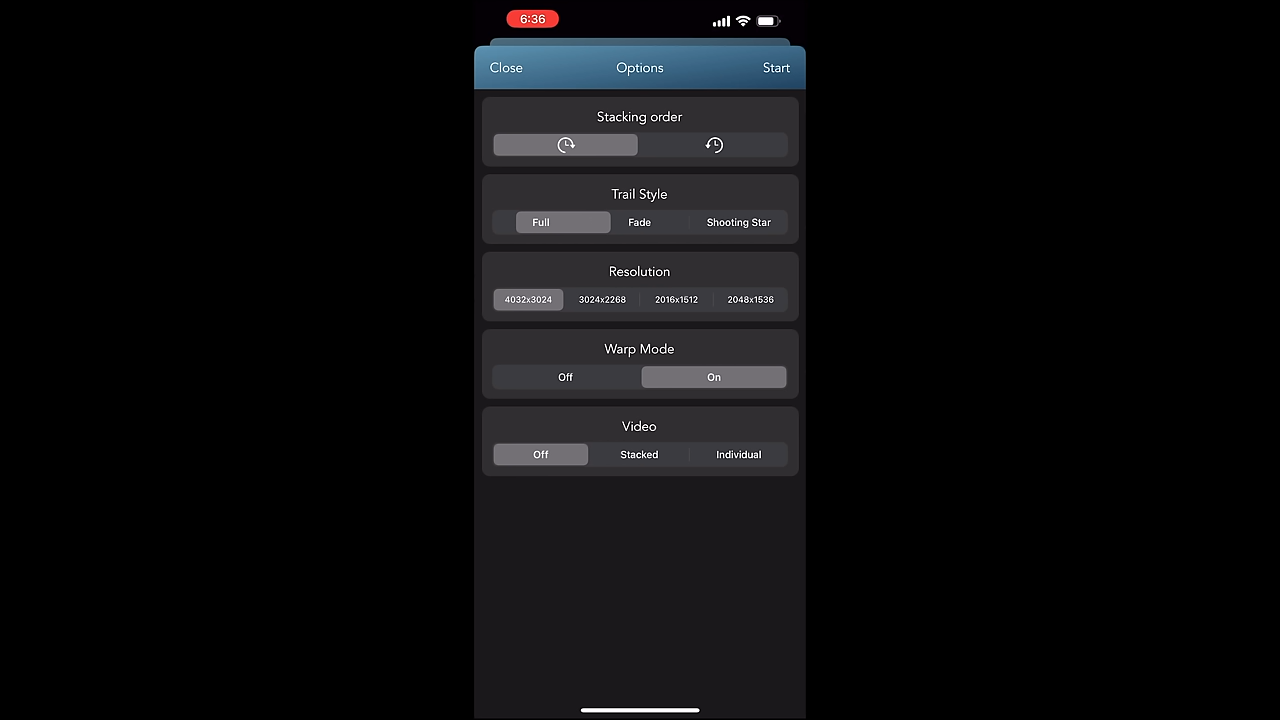 6:36
Close Options Start
Stacking order
Trail Style
Full Fade Shooting Star
Resolution
4032x3024 3024x2268 2016x1512 2048x1536
Warp Mode
Off On
Video
Off Stacked Individual